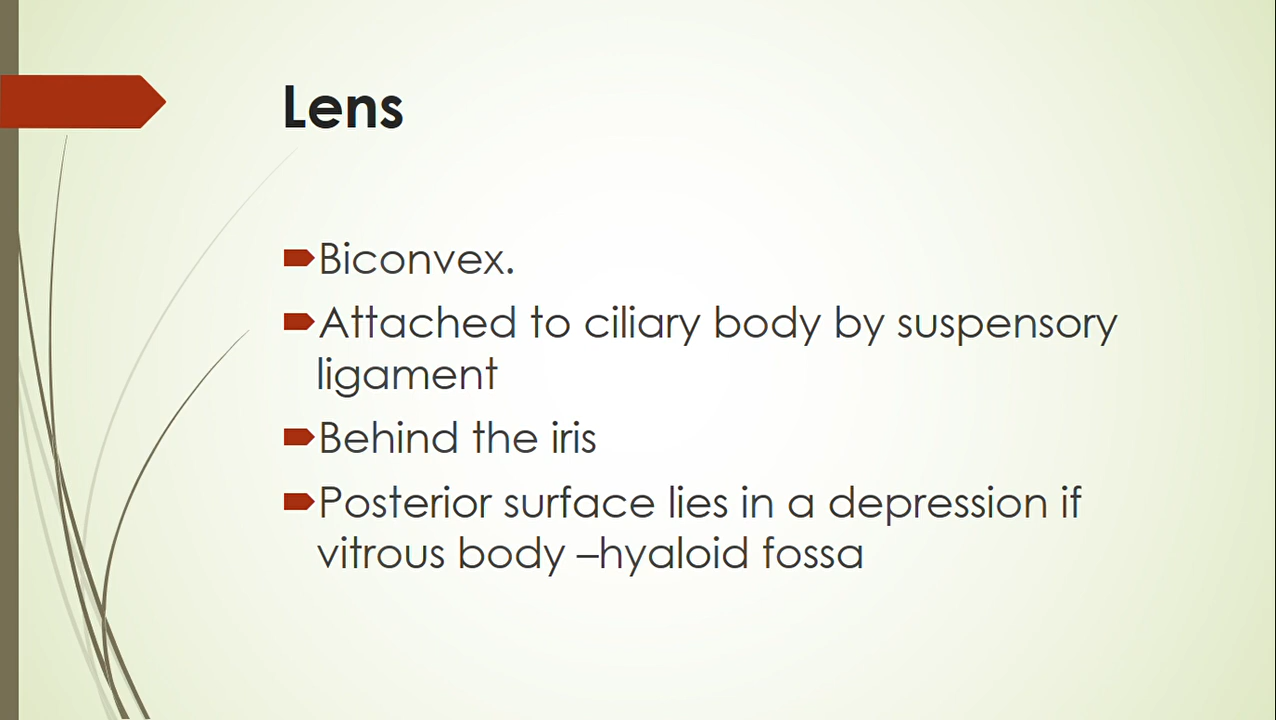 Lens
Biconvex.
Attached to ciliary body by suspensory
ligament
Behind the iris
Posterior surface lies in a depression if
vitrous body –hyaloid fossa